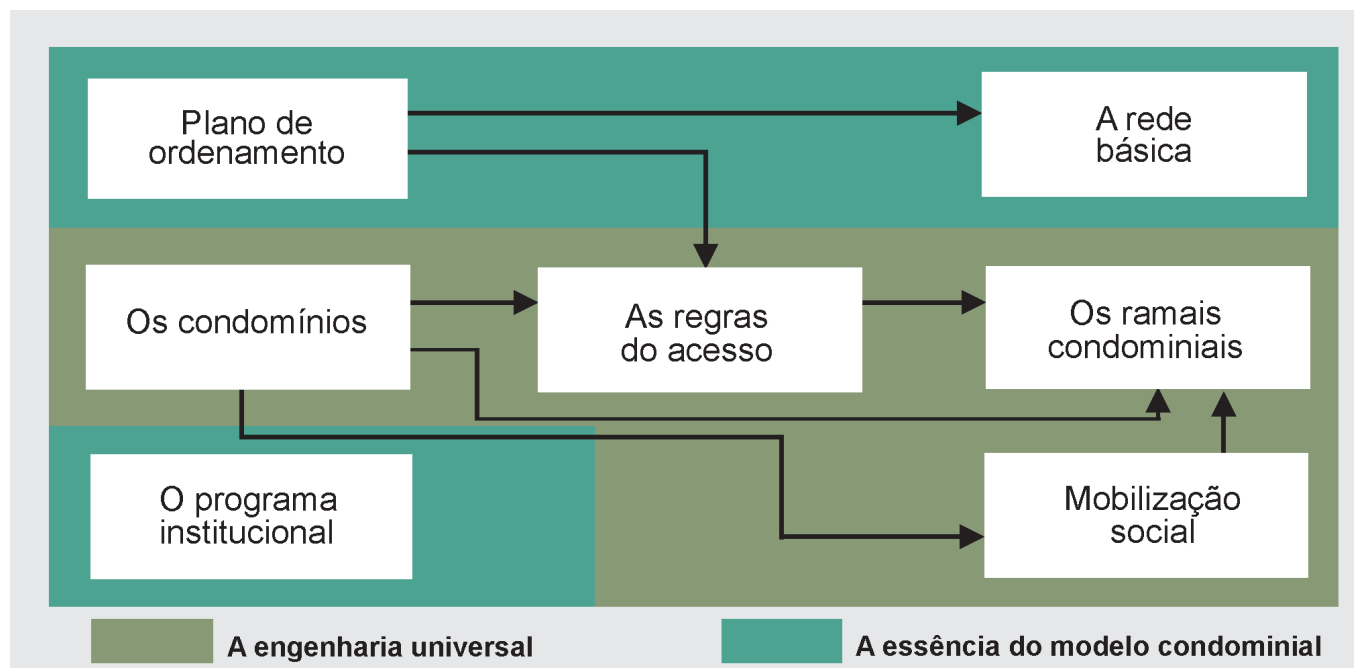 Plano de
ordenamento
A rede
básica
Os condomínios
As regras
do acesso
Os ramais
condominiais
O programa
institucional
Mobilização
social
A engenharia universal
A essência do modelo condominial